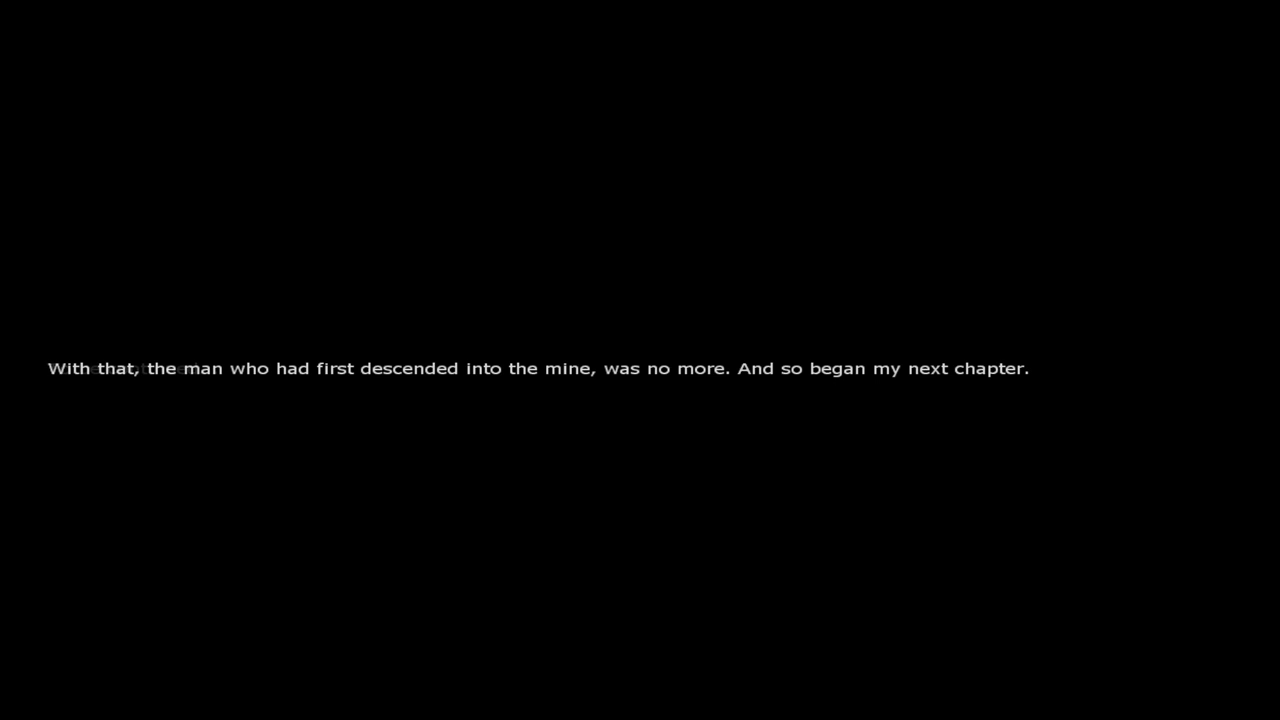 With that, the man who had first descended into the mine, was no more. And so began my next chapter.